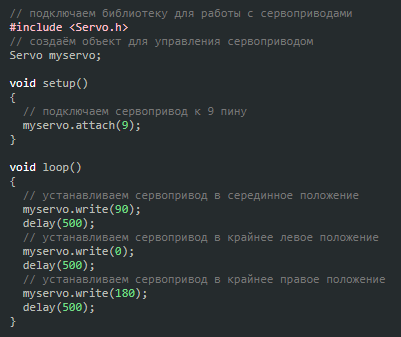 // подключаем библиотеку для работы с сервоприводами
#include <Servo.h>
// создаём объект для управления сервоприводом
Servo myservo;
void setup()
{
// подключаем сервопривод к 9 пину
myservo.attach(9);
}
void loop()
{
// устанавливаем сервопривод в серединное положение
myservo.write(90);
delay(500);
// устанавливаем сервопривод в крайнее левое положение
myservo.write(0);
delay(500);
// устанавливаем сервопривод в крайнее правое положение
myservo.write(180);
delay(500);
}